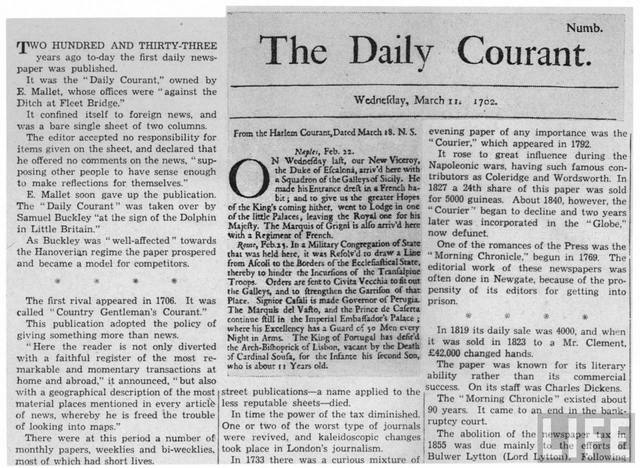 TWO HUNDRED AND THIRTY-THREE
years ago to-day the first daily news-
paper was published.
It was the "Daily Courant," owned by
E. Mallet, whose offices were "against the
Ditch at Fleet Bridge."
It confined itself to foreign news, and
was a bare single sheet of two columns.
The editor accepted no responsibility for
items given on the sheet, and declared that
he offered no comments on the news, "sup-
posing other people to have sense enough
to make reflections for themselves."
E. Mallet soon gave up the publication.
The "Daily Courant" was taken over by
Samuel Buckley "at the sign of the Dolphin
in Little Britain."
As Buckley was "well-affected" towards
the Hanoverian regime the paper prospered
and became a model for competitors.
* * * * *
The first rival appeared in 1706. It was
called "Country Gentleman's Courant."
This publication adopted the policy of
giving something more than news.
"Here the reader is not only diverted
with a faithful register of the most re-
markable and momentary transactions at
home and abroad," it announced, "but also
with a geographical description of the most
material places mentioned in every article
of news, whereby he is freed the trouble
of looking into maps."
There were at this period a number of
monthly papers, weeklies and bi-weeklies,
most of which had short lives.
Numb.
The Daily Courant.
Wednesday, March 11. 1702.
From the Harlem Courant, Dated March 18. N. S.
Naples, Feb. 22.
ON Wednesday last, our New Viceroy,
the Duke of Escalona, arriv'd here with
a Squadron of the Galleys of Sicily. He
made his Entrance drest in a French ha-
bit; and to give us the greater Hopes
of the King's coming hither, went to Lodge in one
of the little Palaces, leaving the Royal one for his
Majesty. The Marquis of Grigni is also arriv'd here
with a Regiment of French.
Rome, Feb. 25. In a Military Congregation of State
that was held here, it was Resolv'd to draw a Line
from Ascoli to the Borders of the Ecclesiastical State,
thereby to hinder the Incursions of the Transalpine
Troops. Orders are sent to Civita Vecchia to fit out
the Galleys, and to strengthen the Garrison of that
Place. Signior Casali is made Governor of Perugia.
The Marquis del Vasto, and the Prince de Caserta
continue still in the Imperial Embassador's Palace;
where his Excellency has a Guard of 50 Men every
Night in Arms. The King of Portugal has desir'd
the Arch-Bishoprick of Lisbon, vacant by the Death
of Cardinal Sousa, for the Infante his second Son,
who is about 11 Years old.
street publications—a name applied to the
less reputable sheets—died.
In time the power of the tax diminished.
One or two of the worst type of journals
were revived, and kaleidoscopic changes
took place in London's journalism.
In 1733 there was a curious mixture of
evening paper of any importance was the
"Courier," which appeared in 1792.
It rose to great influence during the
Napoleonic wars, having such famous con-
tributors as Coleridge and Wordsworth. In
1827 a 24th share of this paper was sold
for 5000 guineas. About 1840, however, the
"Courier" began to decline and two years
later was incorporated in the "Globe,"
now defunct.
One of the romances of the Press was the
"Morning Chronicle," begun in 1769. The
editorial work of these newspapers was
often done in Newgate, because of the pro-
pensity of its editors for getting into
prison.
* * * * *
In 1819 its daily sale was 4000, and when
it was sold in 1823 to a Mr. Clement,
£42,000 changed hands.
The paper was known for its literary
ability rather than its commercial
success. On its staff was Charles Dickens.
The "Morning Chronicle" existed about
90 years. It came to an end in the bank-
ruptcy court.
The abolition of the newspaper tax in
1855 was due mainly to the efforts of
Bulwer Lytton (Lord Lytton). Following
LIFE